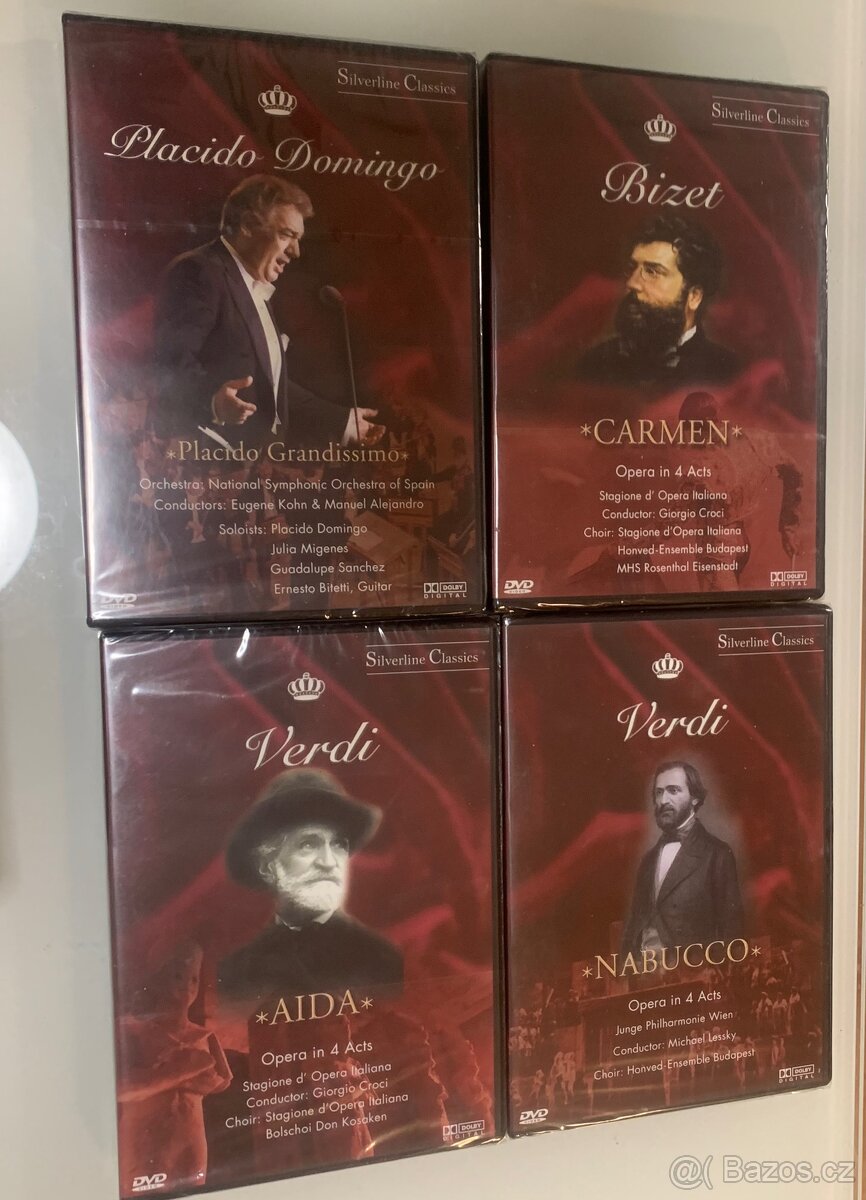 Silverline Classics
Placido Domingo
*Placido Grandissimo*
Orchestra: National Symphonic Orchestra of Spain
Conductors: Eugene Kohn & Manuel Alejandro
Soloists: Placido Domingo
Julia Migenes
Guadalupe Sanchez
Ernesto Bitetti, Guitar
DVD
VIDEO
DOLBY
DIGITAL
Silverline Classics
Bizet
*CARMEN*
Opera in 4 Acts
Stagione d' Opera Italiano
Conductor: Giorgio Croci
Choir: Stagione d'Opera Italiana
Honved-Ensemble Budapest
MHS Rosenthal Eisenstadt
DVD
VIDEO
DOLBY
DIGITAL
Silverline Classics
Verdi
*AIDA*
Opera in 4 Acts
Stagione d' Opera Italiana
Conductor: Giorgio Croci
Choir: Stagione d'Opera Italiana
Bolschoi Don Kosaken
DVD
VIDEO
DOLBY
DIGITAL
Silverline Classics
Verdi
*NABUCCO*
Opera in 4 Acts
Junge Philharmonie Wien
Conductor: Michael Lessky
Choir: Honved-Ensemble Budapest
DVD
VIDEO
DOLBY
DIGITAL
@( Bazos.cz